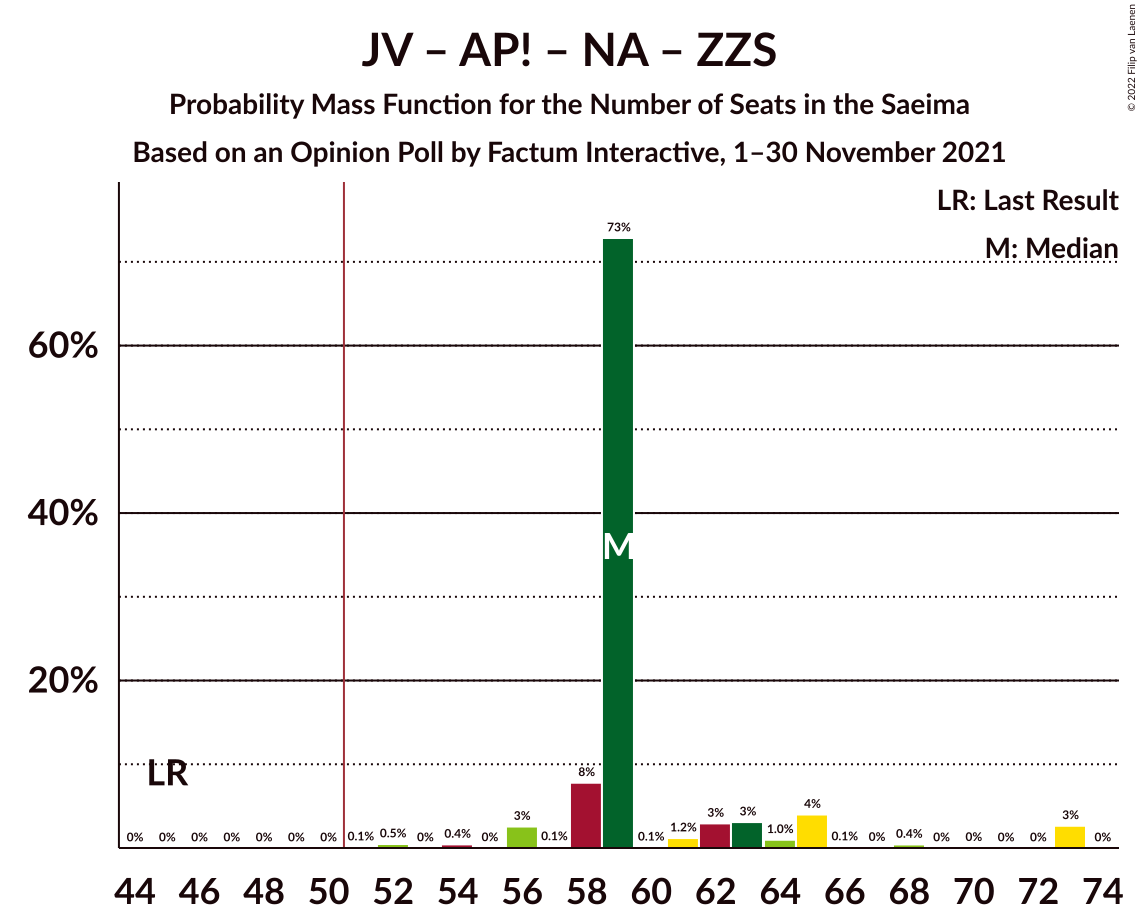 JV – AP! – NA – ZZS
Probability Mass Function for the Number of Seats in the Saeima
Based on an Opinion Poll by Factum Interactive, 1–30 November 2021
© 2022 Filip van Laenen
LR: Last Result
M: Median
73%
60%
40%
M
20%
LR
0% 0% 0% 0% 0% 0% 0% 0.1% 0.5% 0% 0.4% 0% 3% 0.1% 8% 0.1% 1.2% 3% 3% 1.0% 4% 0.1% 0% 0.4% 0% 0% 0% 0% 3% 0%
44 46 48 50 52 54 56 58 60 62 64 66 68 70 72 74